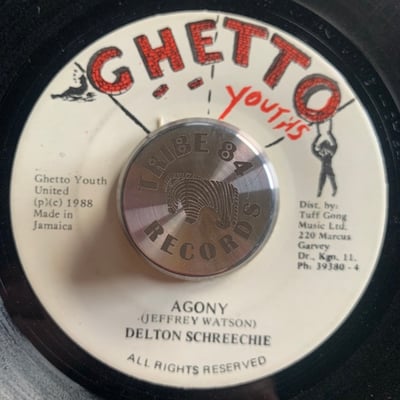 GHETTO
YOUTHS
TRIBE 84
RECORDS
Ghetto Youth
United
(p)(c) 1988
Made in
Jamaica
Dist. by:
Tuff Gong
Music Ltd.
220 Marcus
Garvey
Dr., Kgn. 11.
Ph: 39380 - 4
AGONY
(JEFFREY WATSON)
DELTON SCREECHIE
ALL RIGHTS RESERVED